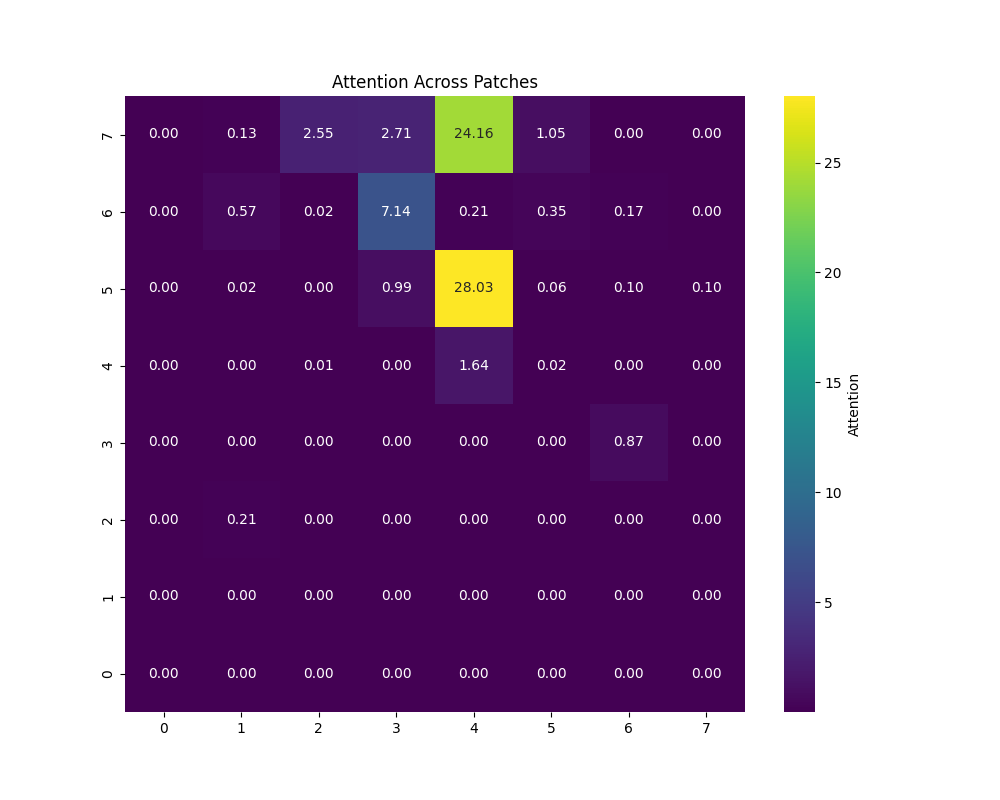 Attention Across Patches
7 0.00 0.13 2.55 2.71 24.16 1.05 0.00 0.00
6 0.00 0.57 0.02 7.14 0.21 0.35 0.17 0.00
5 0.00 0.02 0.00 0.99 28.03 0.06 0.10 0.10
4 0.00 0.00 0.01 0.00 1.64 0.02 0.00 0.00
3 0.00 0.00 0.00 0.00 0.00 0.00 0.87 0.00
2 0.00 0.21 0.00 0.00 0.00 0.00 0.00 0.00
1 0.00 0.00 0.00 0.00 0.00 0.00 0.00 0.00
0 0.00 0.00 0.00 0.00 0.00 0.00 0.00 0.00
0 1 2 3 4 5 6 7
25
20
15
10
5
Attention